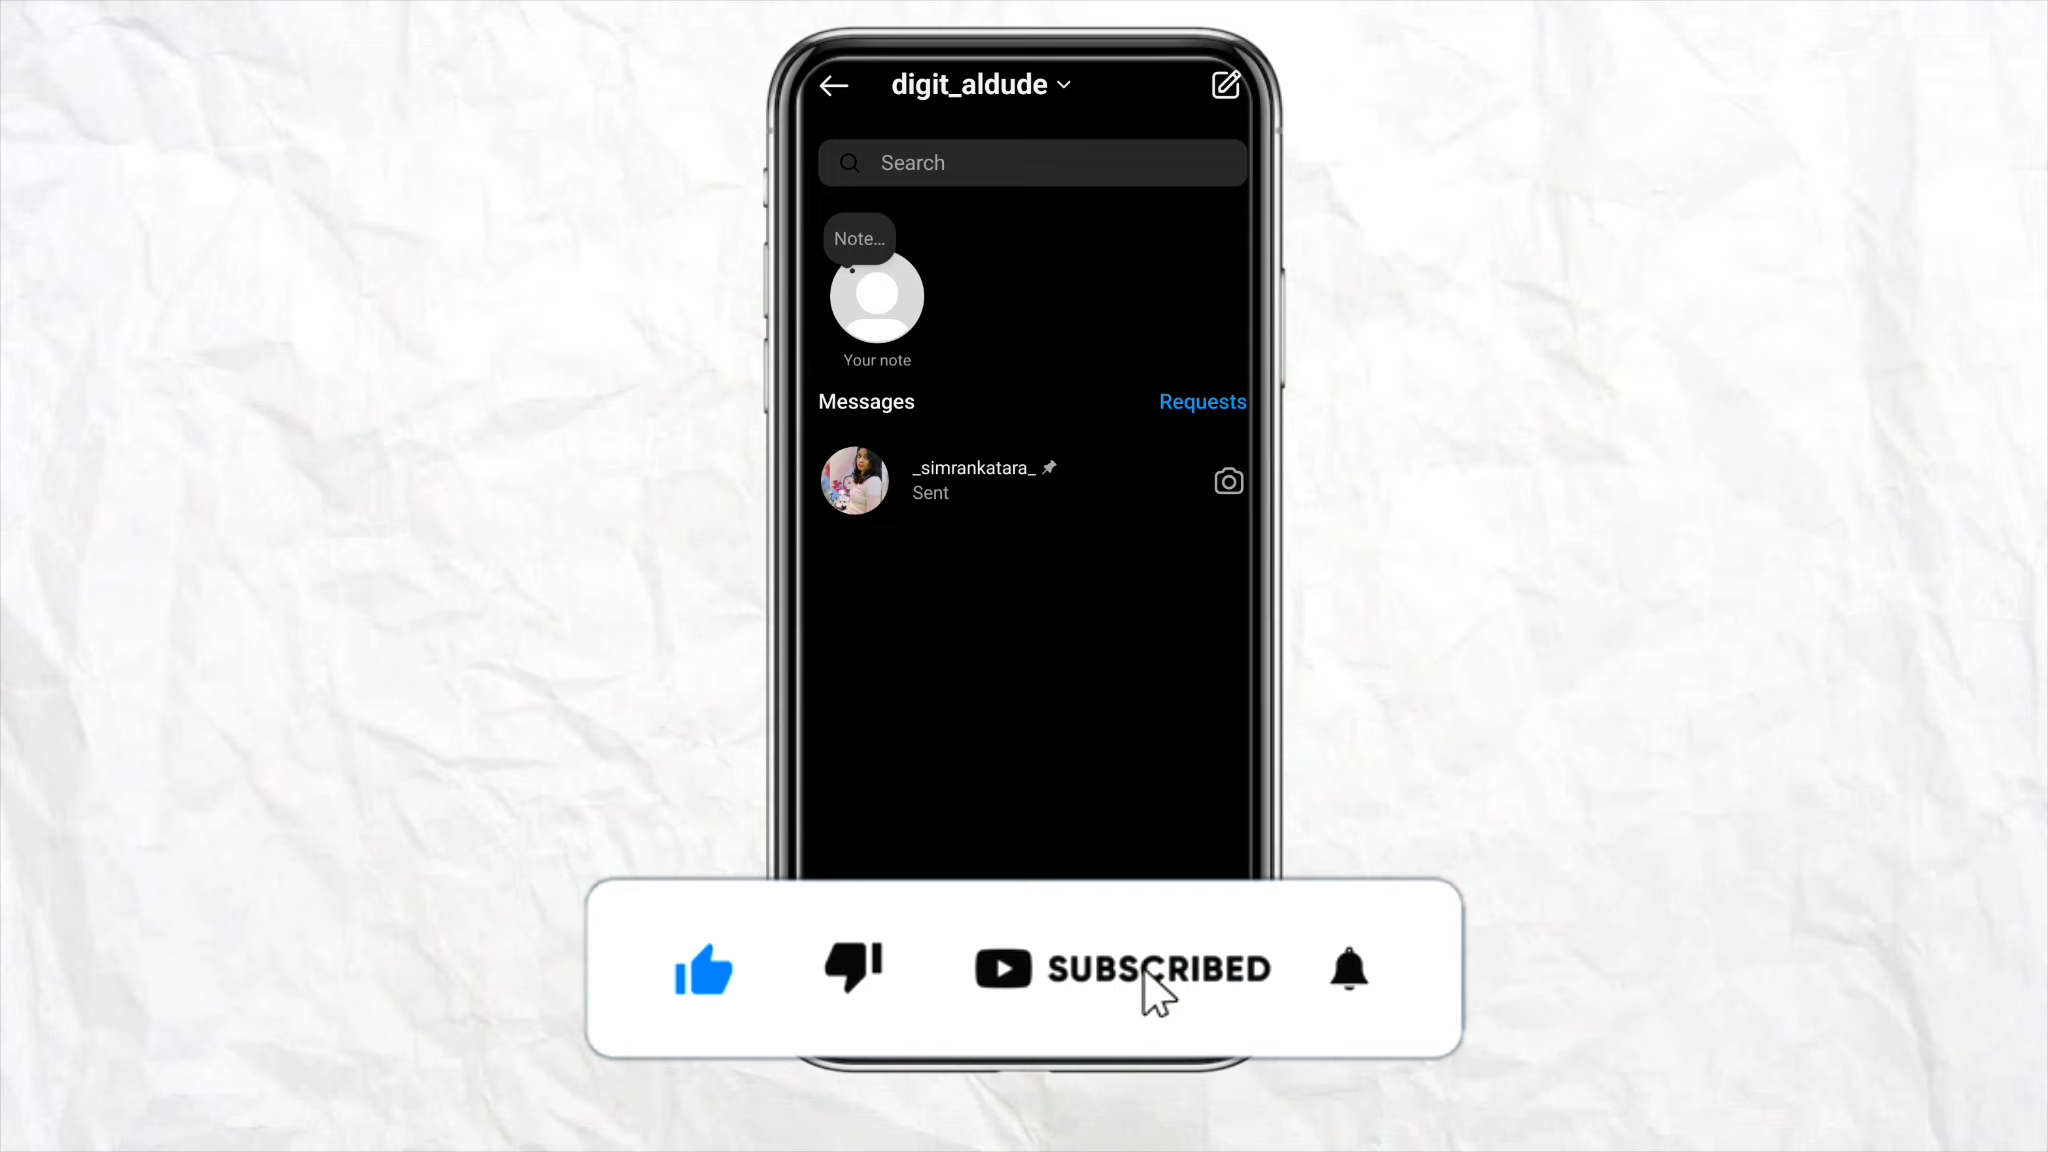 digit_aldude
Search
Note...
Your note
Messages
Requests
_simrankatara_
Sent
SUBSCRIBED